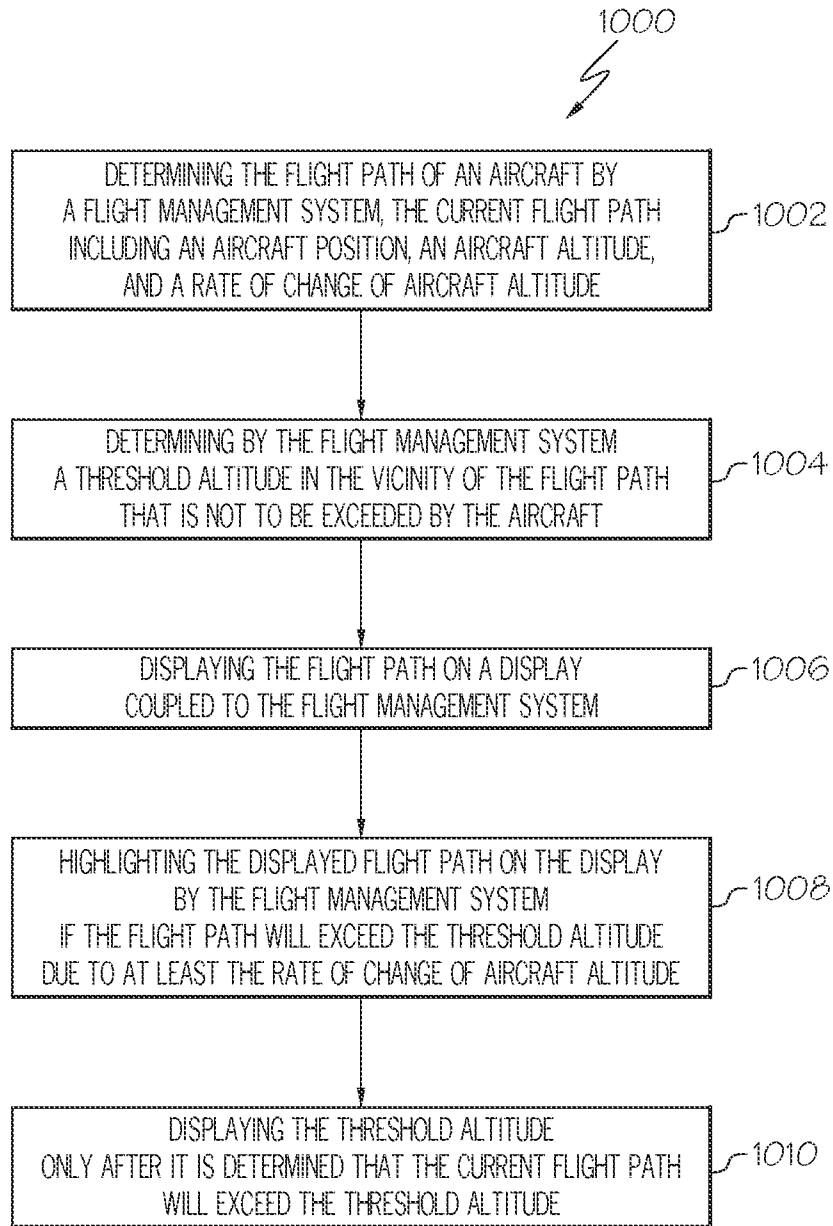 1000
DETERMINING THE FLIGHT PATH OF AN AIRCRAFT BY
A FLIGHT MANAGEMENT SYSTEM, THE CURRENT FLIGHT PATH
INCLUDING AN AIRCRAFT POSITION, AN AIRCRAFT ALTITUDE,
AND A RATE OF CHANGE OF AIRCRAFT ALTITUDE
1002
DETERMINING BY THE FLIGHT MANAGEMENT SYSTEM
A THRESHOLD ALTITUDE IN THE VICINITY OF THE FLIGHT PATH
THAT IS NOT TO BE EXCEEDED BY THE AIRCRAFT
1004
DISPLAYING THE FLIGHT PATH ON A DISPLAY
COUPLED TO THE FLIGHT MANAGEMENT SYSTEM
1006
HIGHLIGHTING THE DISPLAYED FLIGHT PATH ON THE DISPLAY
BY THE FLIGHT MANAGEMENT SYSTEM
IF THE FLIGHT PATH WILL EXCEED THE THRESHOLD ALTITUDE
DUE TO AT LEAST THE RATE OF CHANGE OF AIRCRAFT ALTITUDE
1008
DISPLAYING THE THRESHOLD ALTITUDE
ONLY AFTER IT IS DETERMINED THAT THE CURRENT FLIGHT PATH
WILL EXCEED THE THRESHOLD ALTITUDE
1010